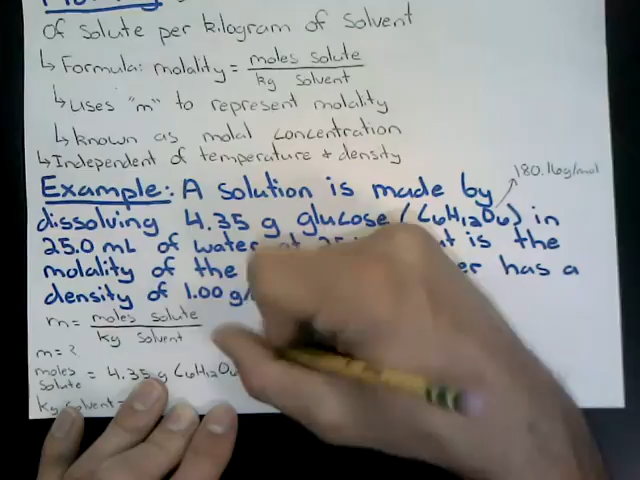 of solute per kilogram of solvent
↳ Formula: molality = moles solute / kg solvent
↳ Uses "m" to represent molality
↳ Known as molal concentration
↳ Independent of temperature + density
180.16g/mol
Example: A solution is made by
dissolving 4.35 g glucose (C6H12O6) in
25.0 mL of water at 25 is the
molality of the has a
density of 1.00 g/
m = moles solute / kg solvent
m = ?
moles solute = 4.35 g C6H12O6
kg solvent =